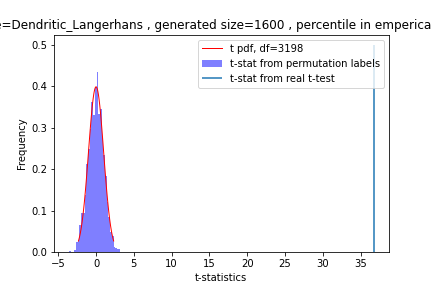 =Dendritic_Langerhans , generated size=1600 , percentile in emperica
t pdf, df=3198
t-stat from permutation labels
t-stat from real t-test
Frequency
0.5
0.4
0.3
0.2
0.1
0.0
−5 0 5 10 15 20 25 30 35
t-statistics